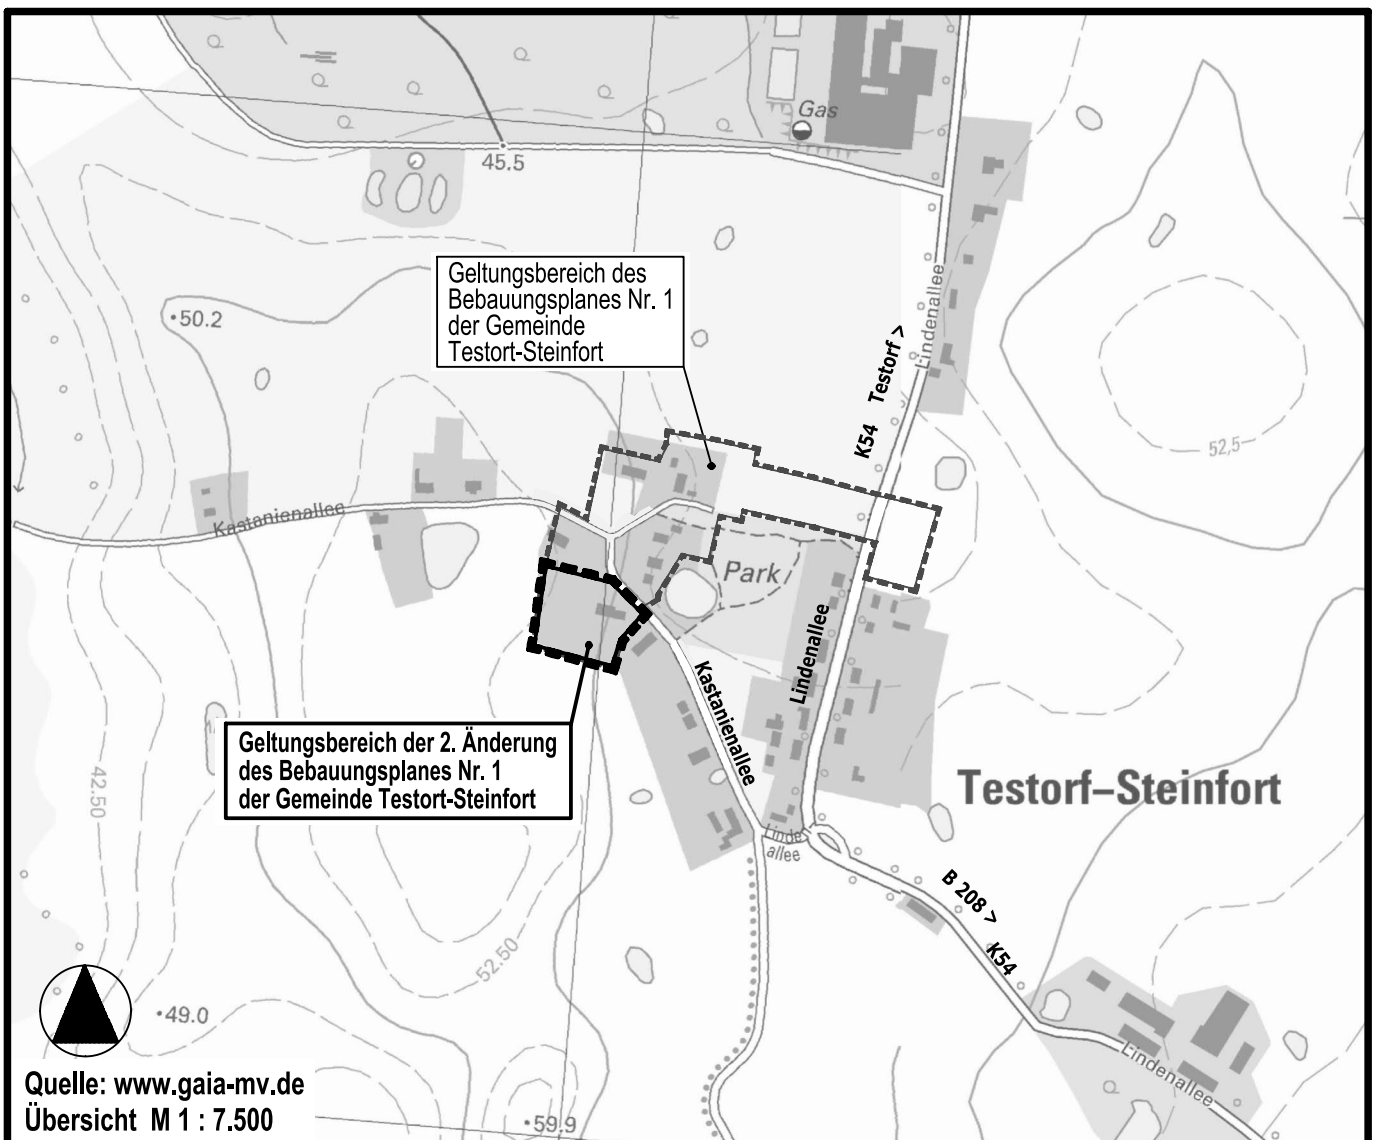 Gas
45.5
Geltungsbereich des
Bebauungsplanes Nr. 1
der Gemeinde
Testort-Steinfort
Lindenallee
50.2
K54 Testorf >
52,5
Kastanienallee
Park
Lindenallee
Kastanienallee
Geltungsbereich der 2. Änderung
des Bebauungsplanes Nr. 1
der Gemeinde Testort-Steinfort
42.50
Testorf–Steinfort
Linde
allee
B 208 >
K54
52.50
49.0
Lindenallee
Quelle: www.gaia-mv.de
Übersicht M 1 : 7.500
59.9